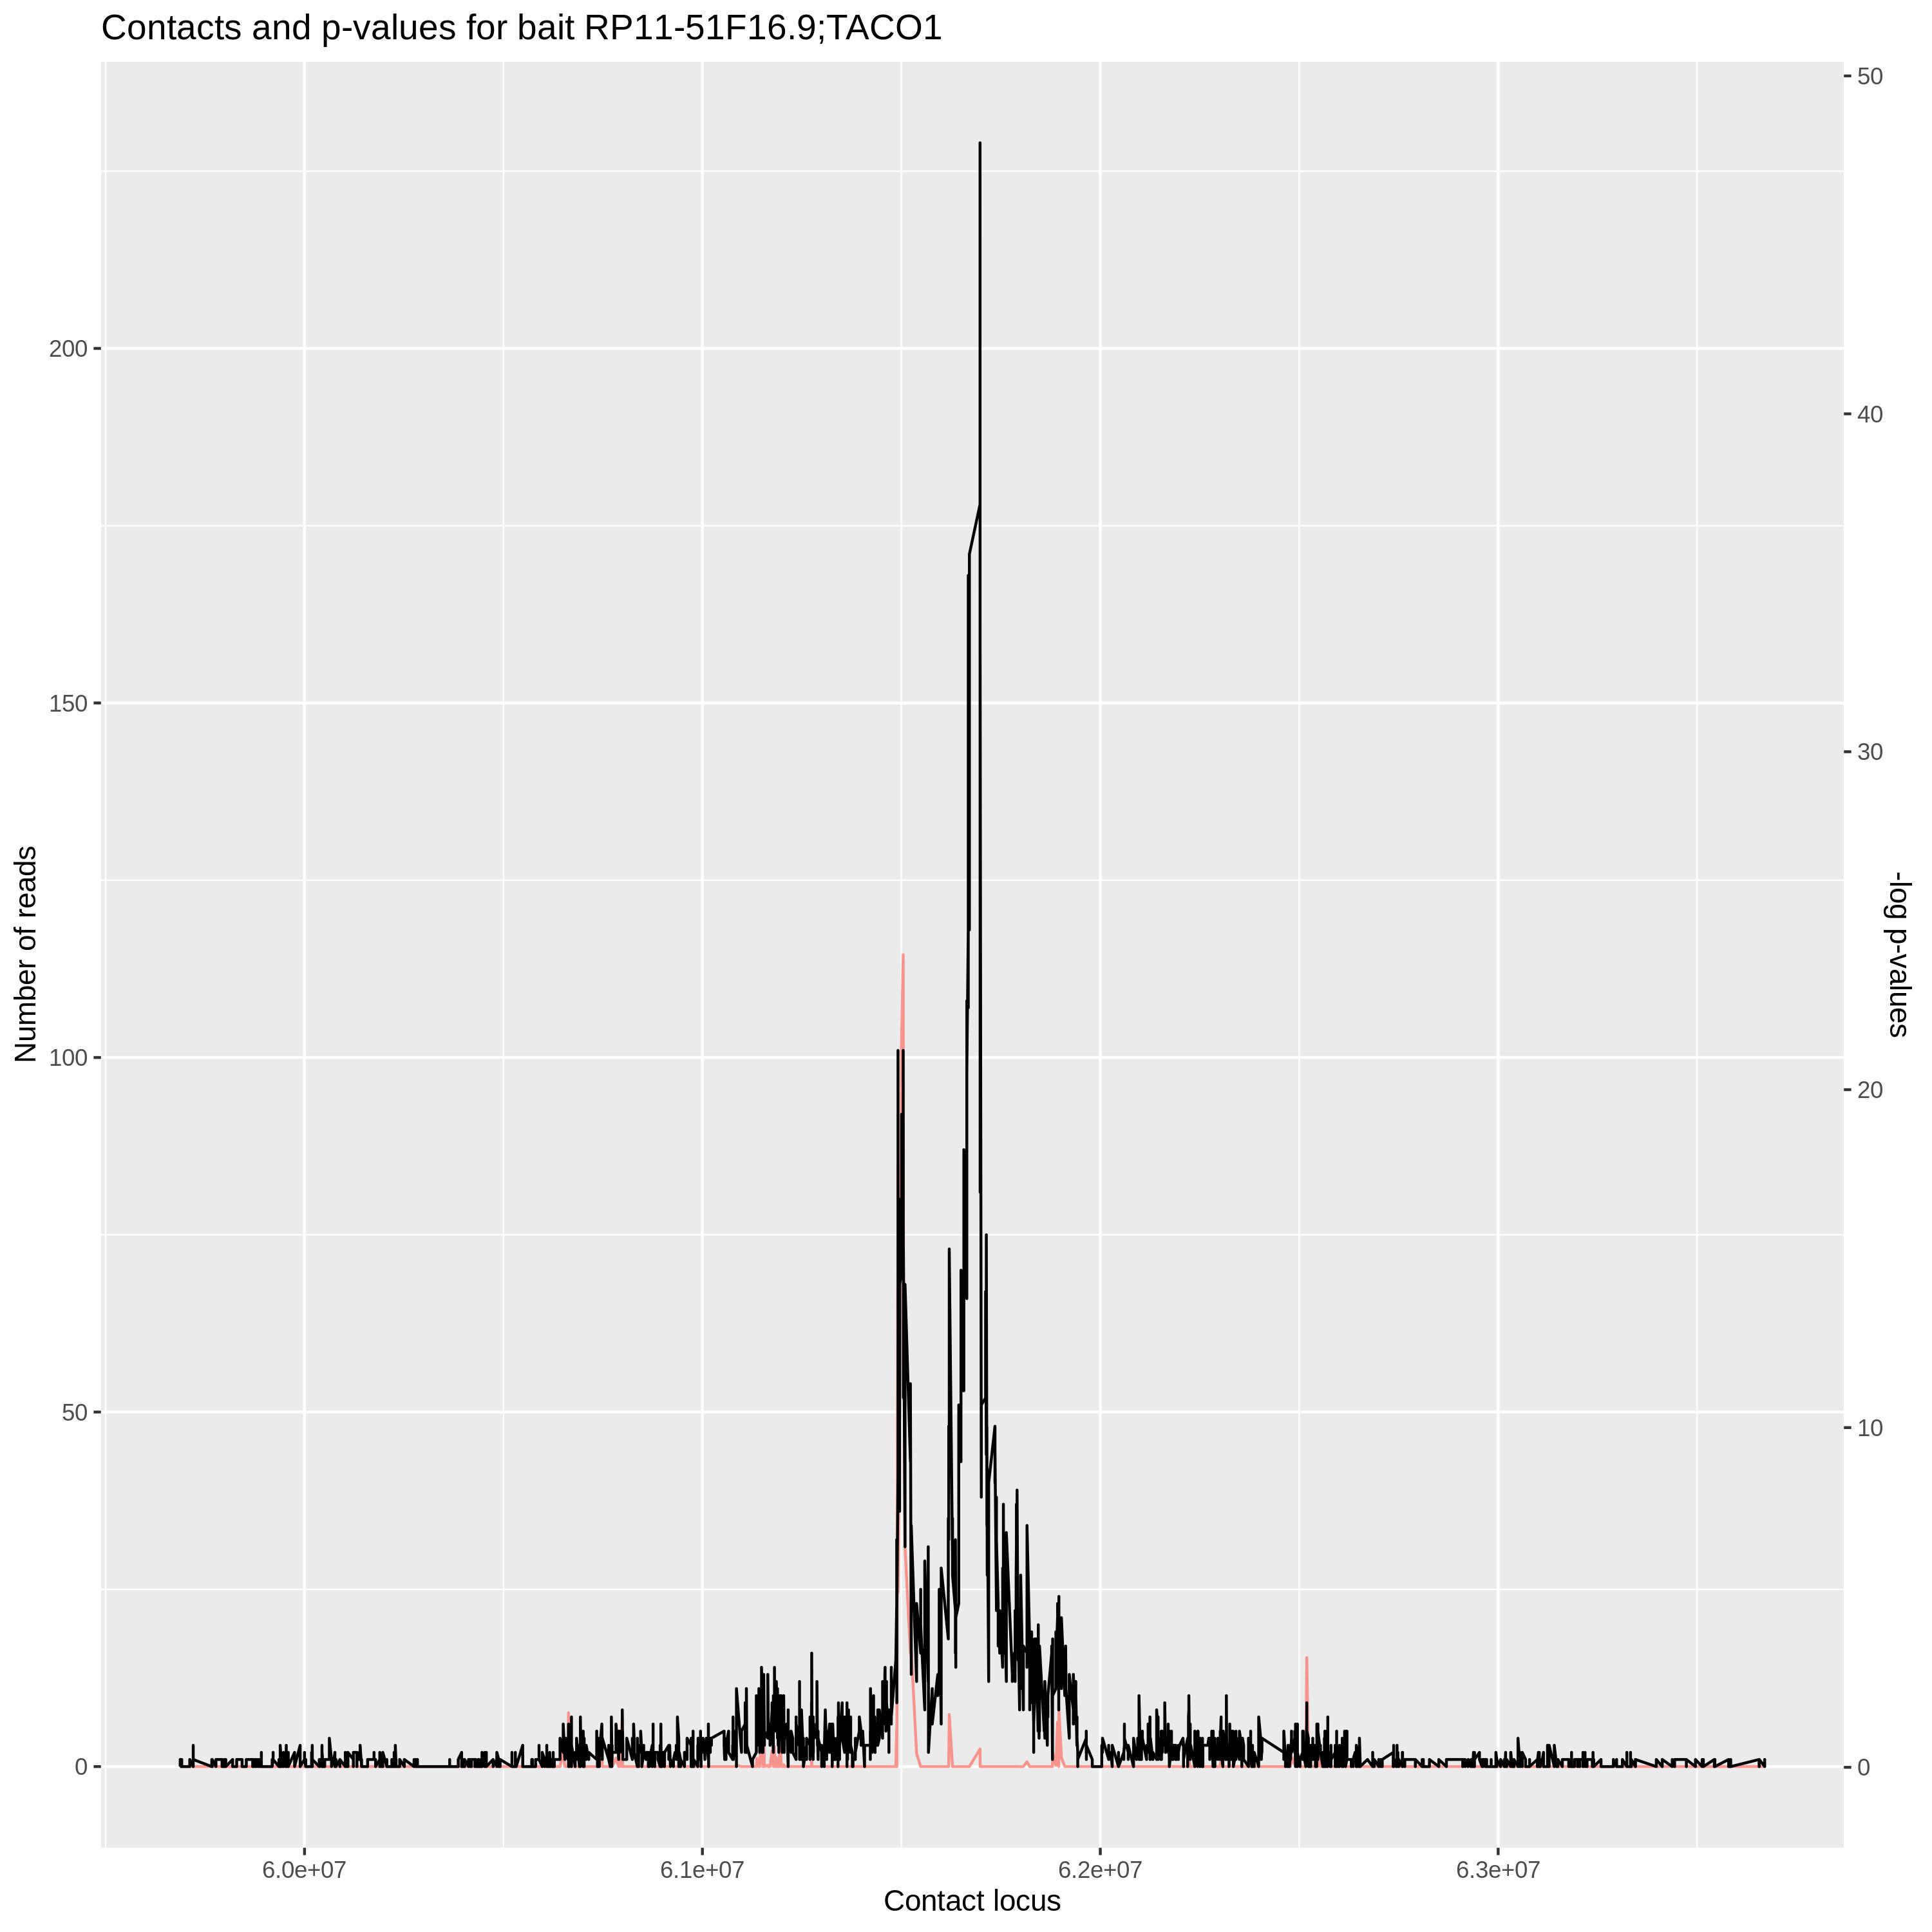 Contacts and p-values for bait RP11-51F16.9;TACO1
Number of reads
200
150
100
50
0
50
40
30
20
10
0
-log p-values
6.0e+07
6.1e+07
6.2e+07
6.3e+07
Contact locus